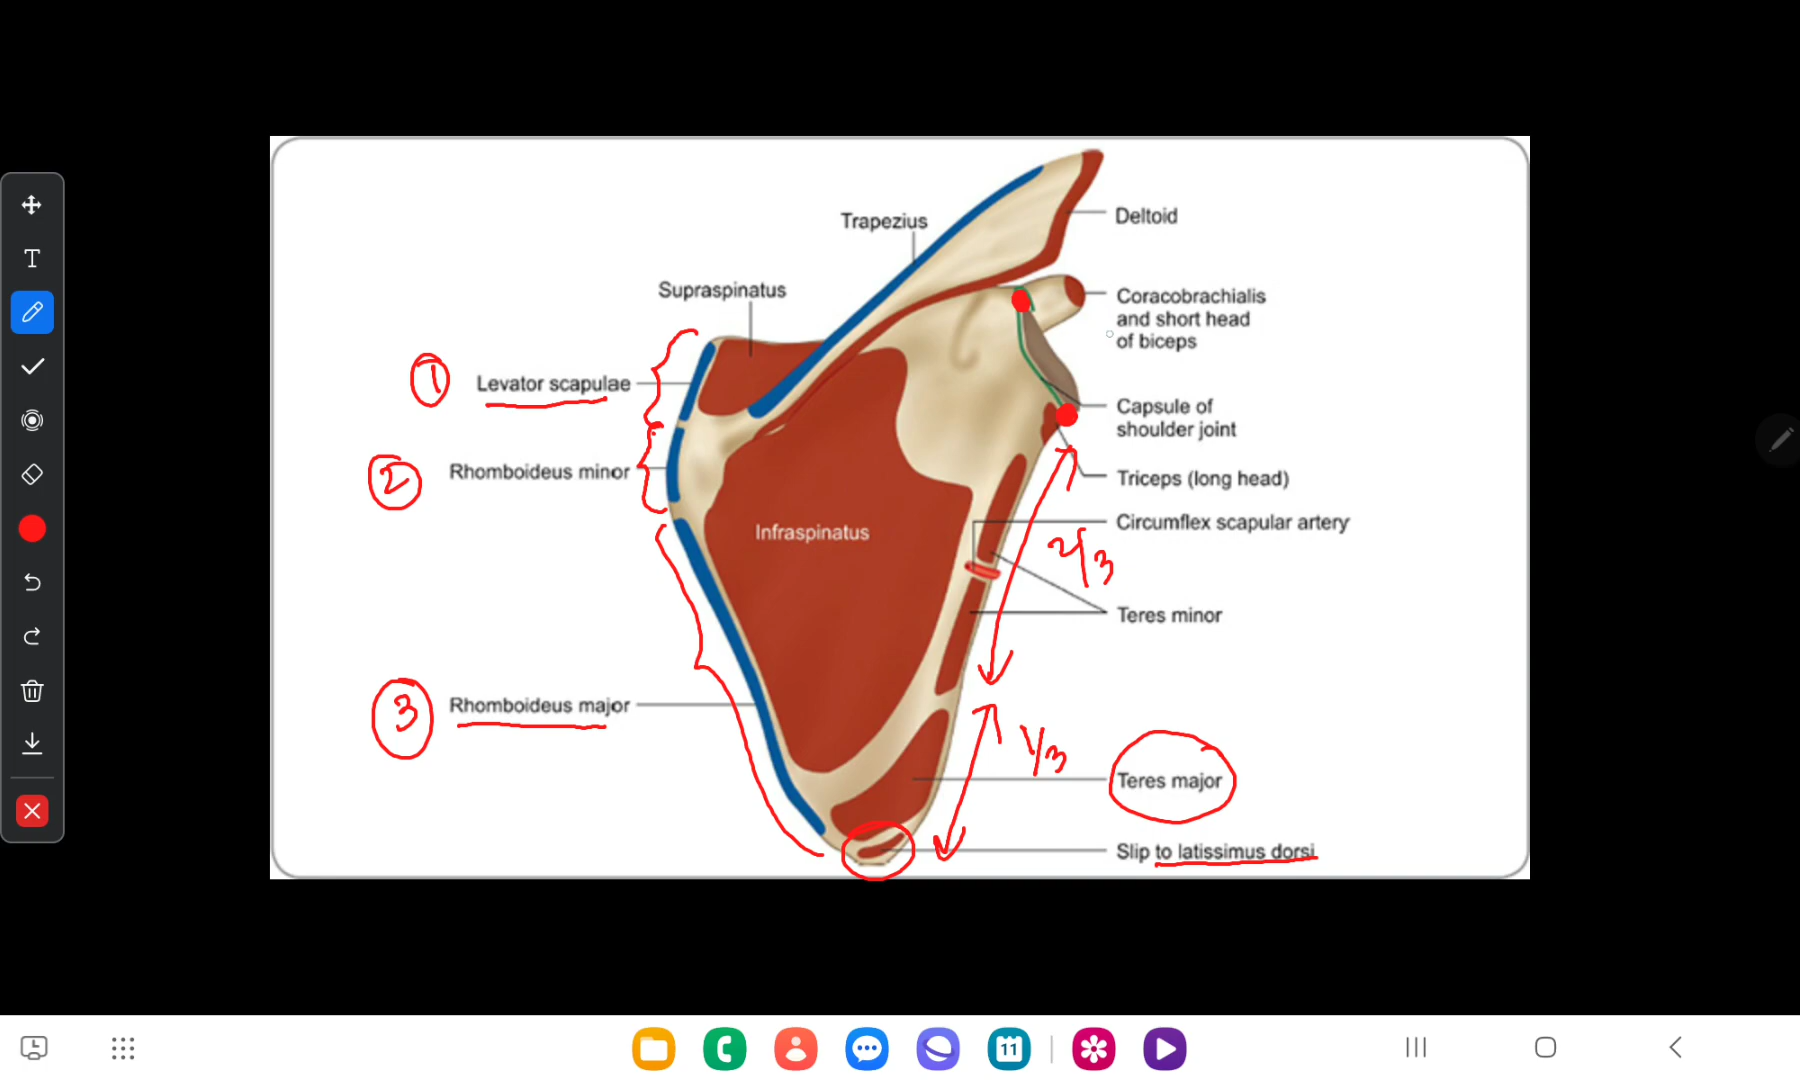 Trapezius
Deltoid
Supraspinatus
Coracobrachialis
and short head
of biceps
1
Levator scapulae
Capsule of
shoulder joint
2
Rhomboideus minor
Triceps (long head)
Infraspinatus
Circumflex scapular artery
2/3
Teres minor
3
Rhomboideus major
1/3
Teres major
Slip to latissimus dorsi
T
11